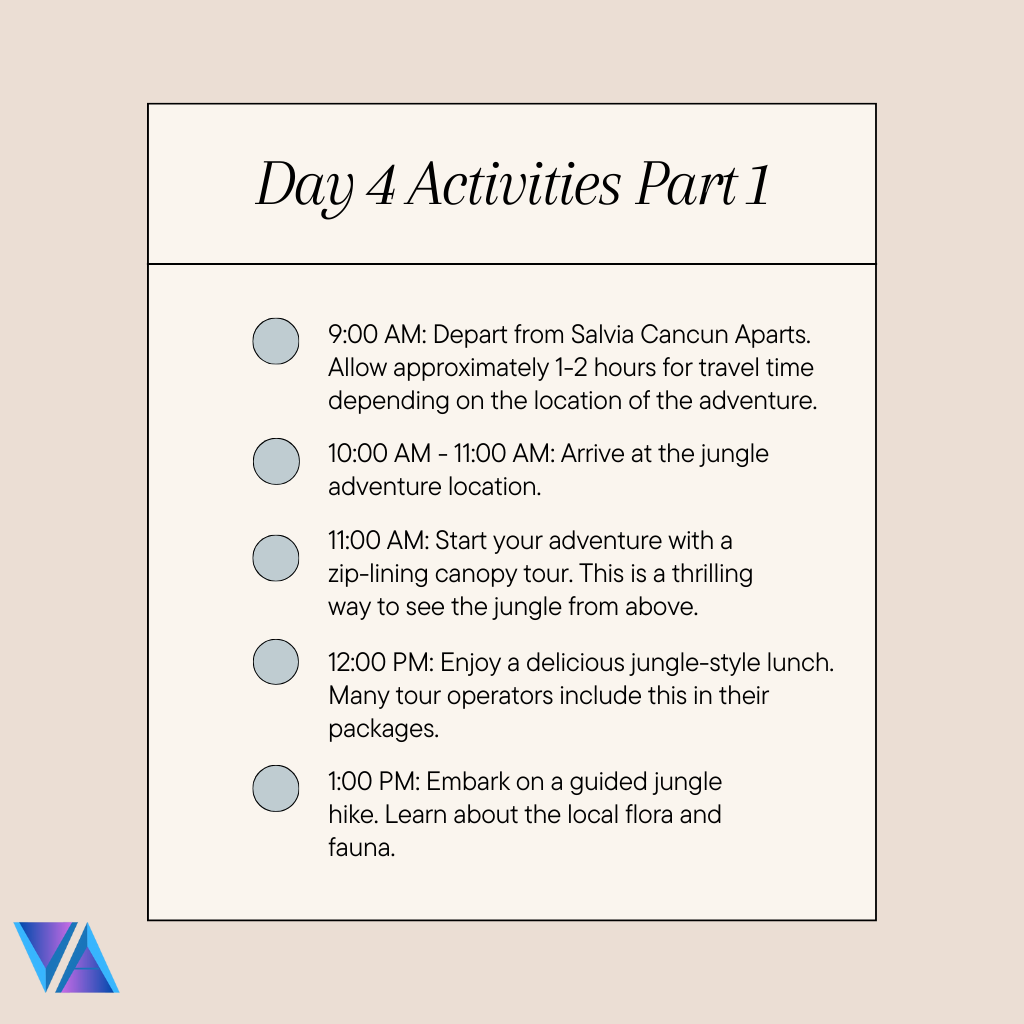 Day 4 Activities Part 1
9:00 AM: Depart from Salvia Cancun Aparts.
Allow approximately 1-2 hours for travel time
depending on the location of the adventure.
10:00 AM - 11:00 AM: Arrive at the jungle
adventure location.
11:00 AM: Start your adventure with a
zip-lining canopy tour. This is a thrilling
way to see the jungle from above.
12:00 PM: Enjoy a delicious jungle-style lunch.
Many tour operators include this in their
packages.
1:00 PM: Embark on a guided jungle
hike. Learn about the local flora and
fauna.
VA